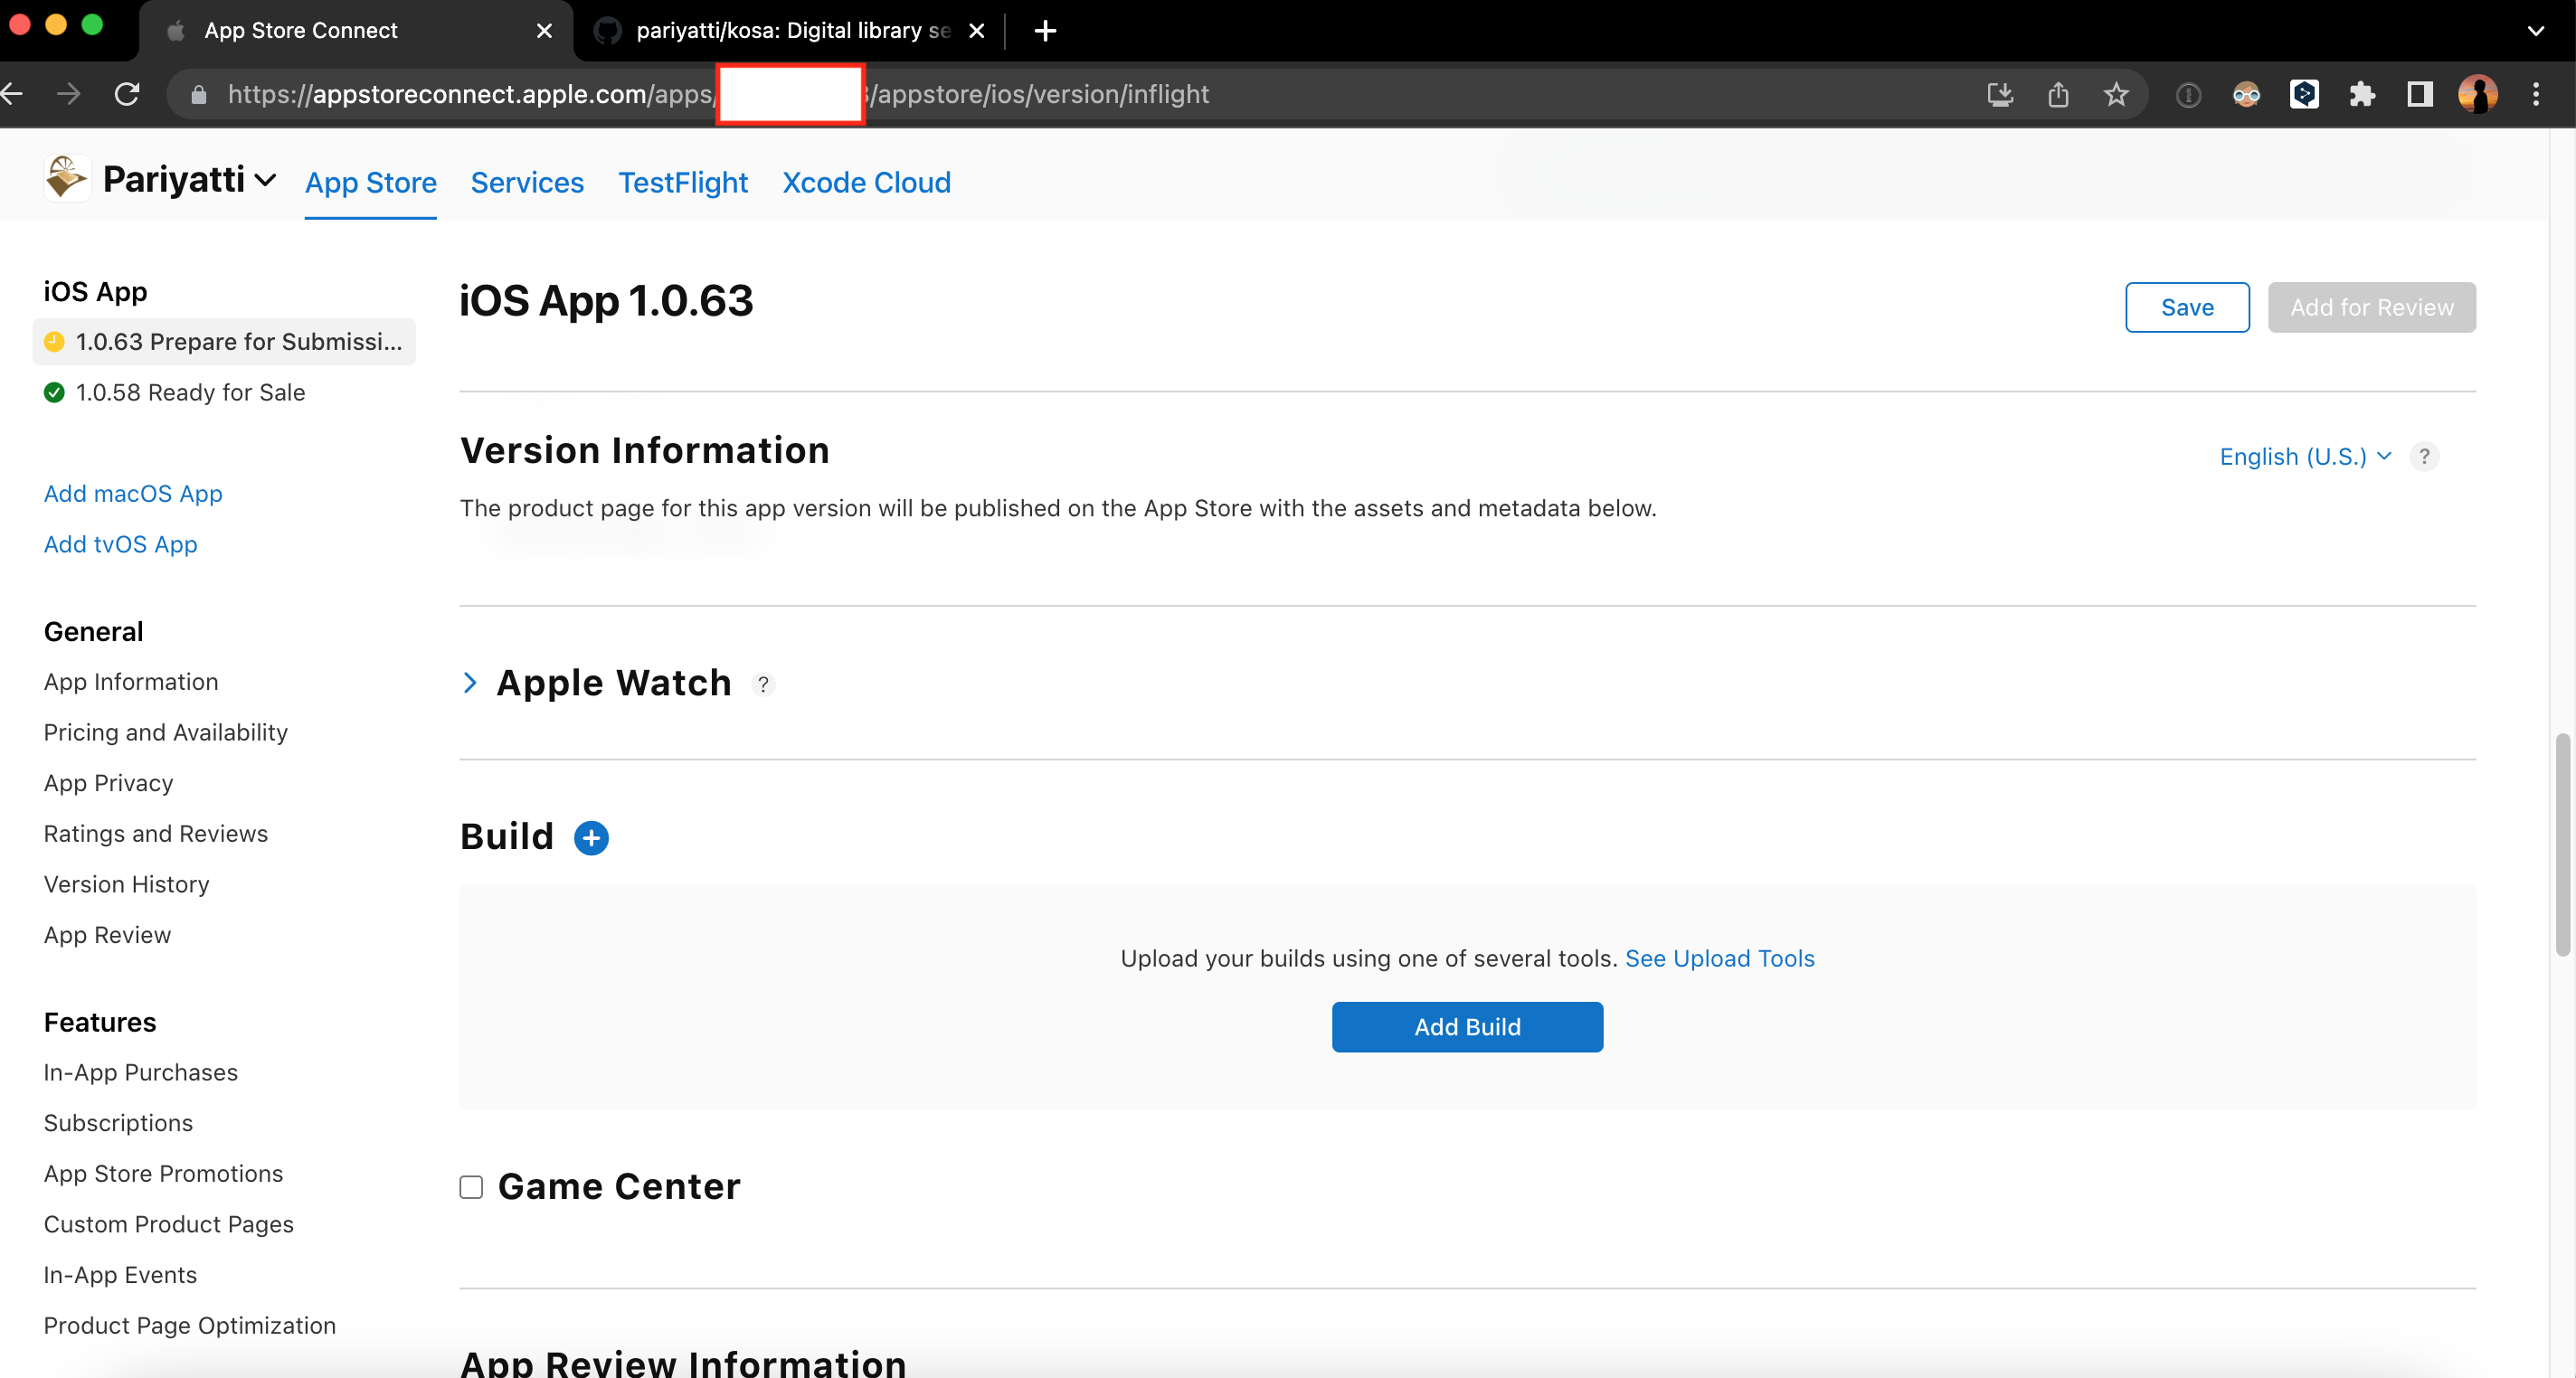 App Store Connect
pariyatti/kosa: Digital library se
https://appstoreconnect.apple.com/apps/ 3/appstore/ios/version/inflight
Pariyatti
App Store
Services
TestFlight
Xcode Cloud
iOS App
1.0.63 Prepare for Submissi...
1.0.58 Ready for Sale
Add macOS App
Add tvOS App
General
App Information
Pricing and Availability
App Privacy
Ratings and Reviews
Version History
App Review
Features
In-App Purchases
Subscriptions
App Store Promotions
Custom Product Pages
In-App Events
Product Page Optimization
iOS App 1.0.63
Save
Add for Review
Version Information
English (U.S.)
?
The product page for this app version will be published on the App Store with the assets and metadata below.
Apple Watch ?
Build
Upload your builds using one of several tools. See Upload Tools
Add Build
Game Center
App Review Information